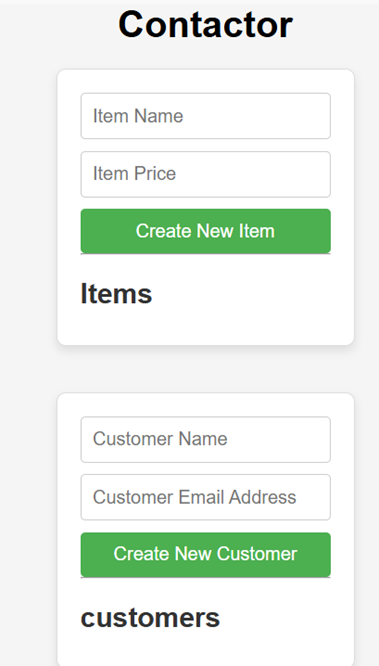 Contactor
Item Name
Item Price
Create New Item
Items
Customer Name
Customer Email Address
Create New Customer
customers